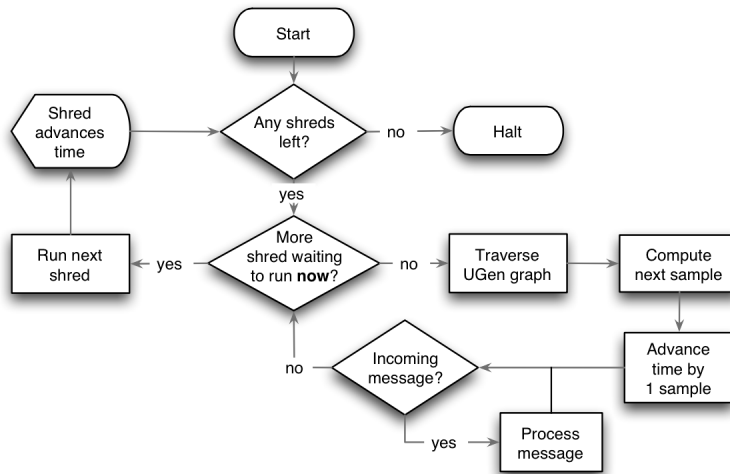 Start
Shred
advances
time
Any shreds
left?
no
Halt
yes
Run next
shred
yes
More
shred waiting
to run now?
no
Traverse
UGen graph
Compute
next sample
no
Incoming
message?
Advance
time by
1 sample
yes
Process
message